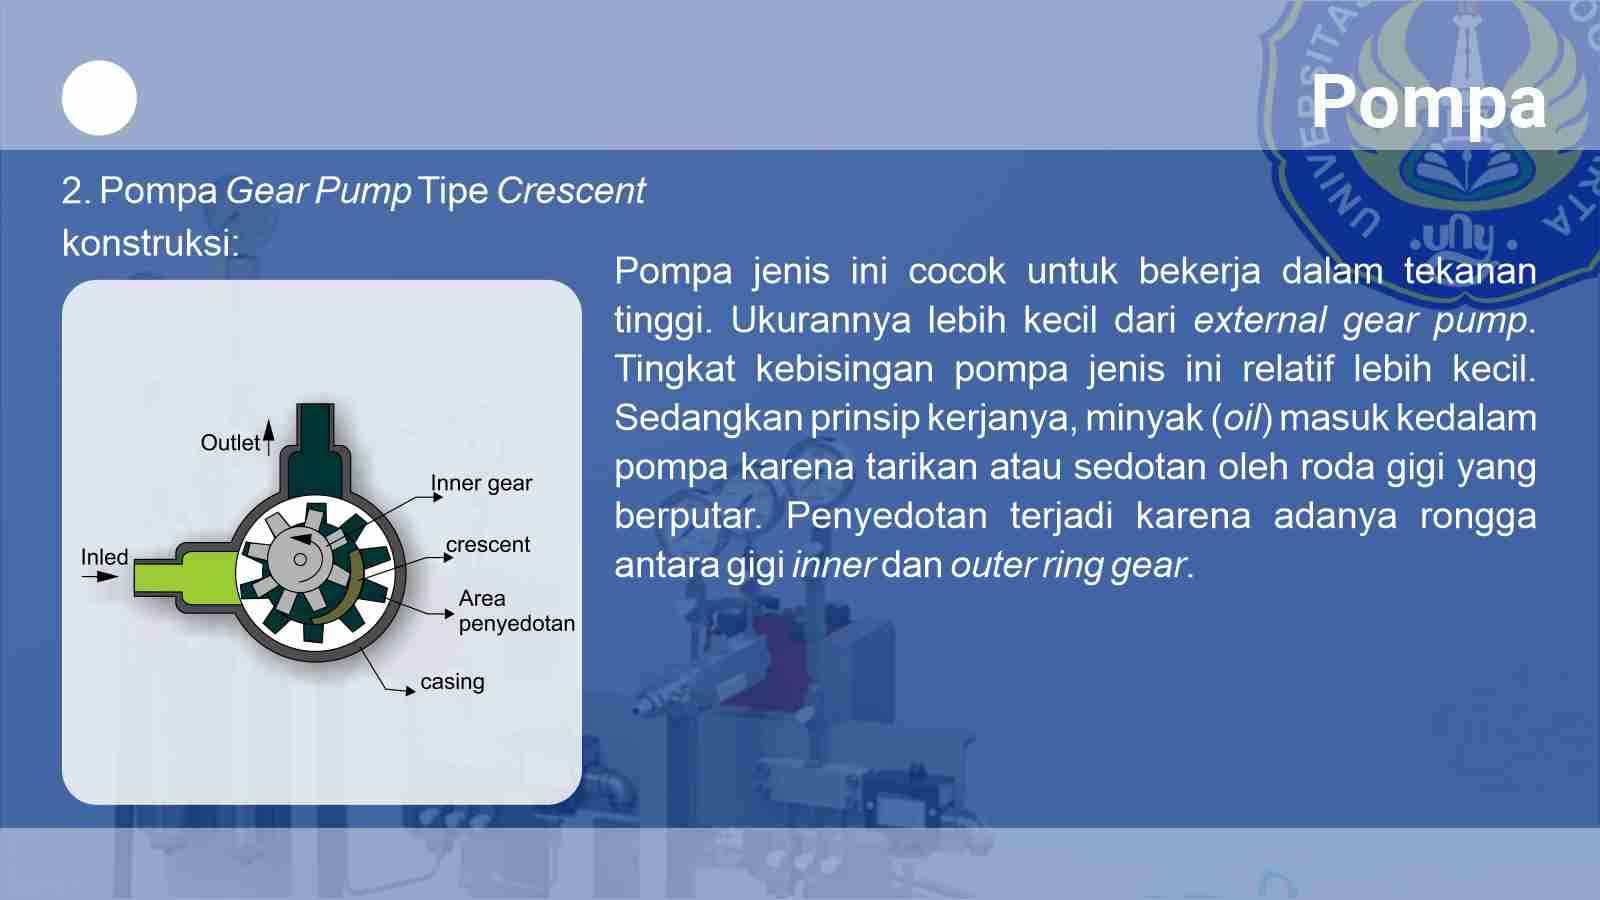 Pompa
UNIVERSITAS
KTA
uny
2. Pompa Gear Pump Tipe Crescent
konstruksi:
Outlet
Inner gear
crescent
Inled
Area
penyedotan
casing
Pompa jenis ini cocok untuk bekerja dalam tekanan
tinggi. Ukurannya lebih kecil dari external gear pump.
Tingkat kebisingan pompa jenis ini relatif lebih kecil.
Sedangkan prinsip kerjanya, minyak (oil) masuk kedalam
pompa karena tarikan atau sedotan oleh roda gigi yang
berputar. Penyedotan terjadi karena adanya rongga
antara gigi inner dan outer ring gear.